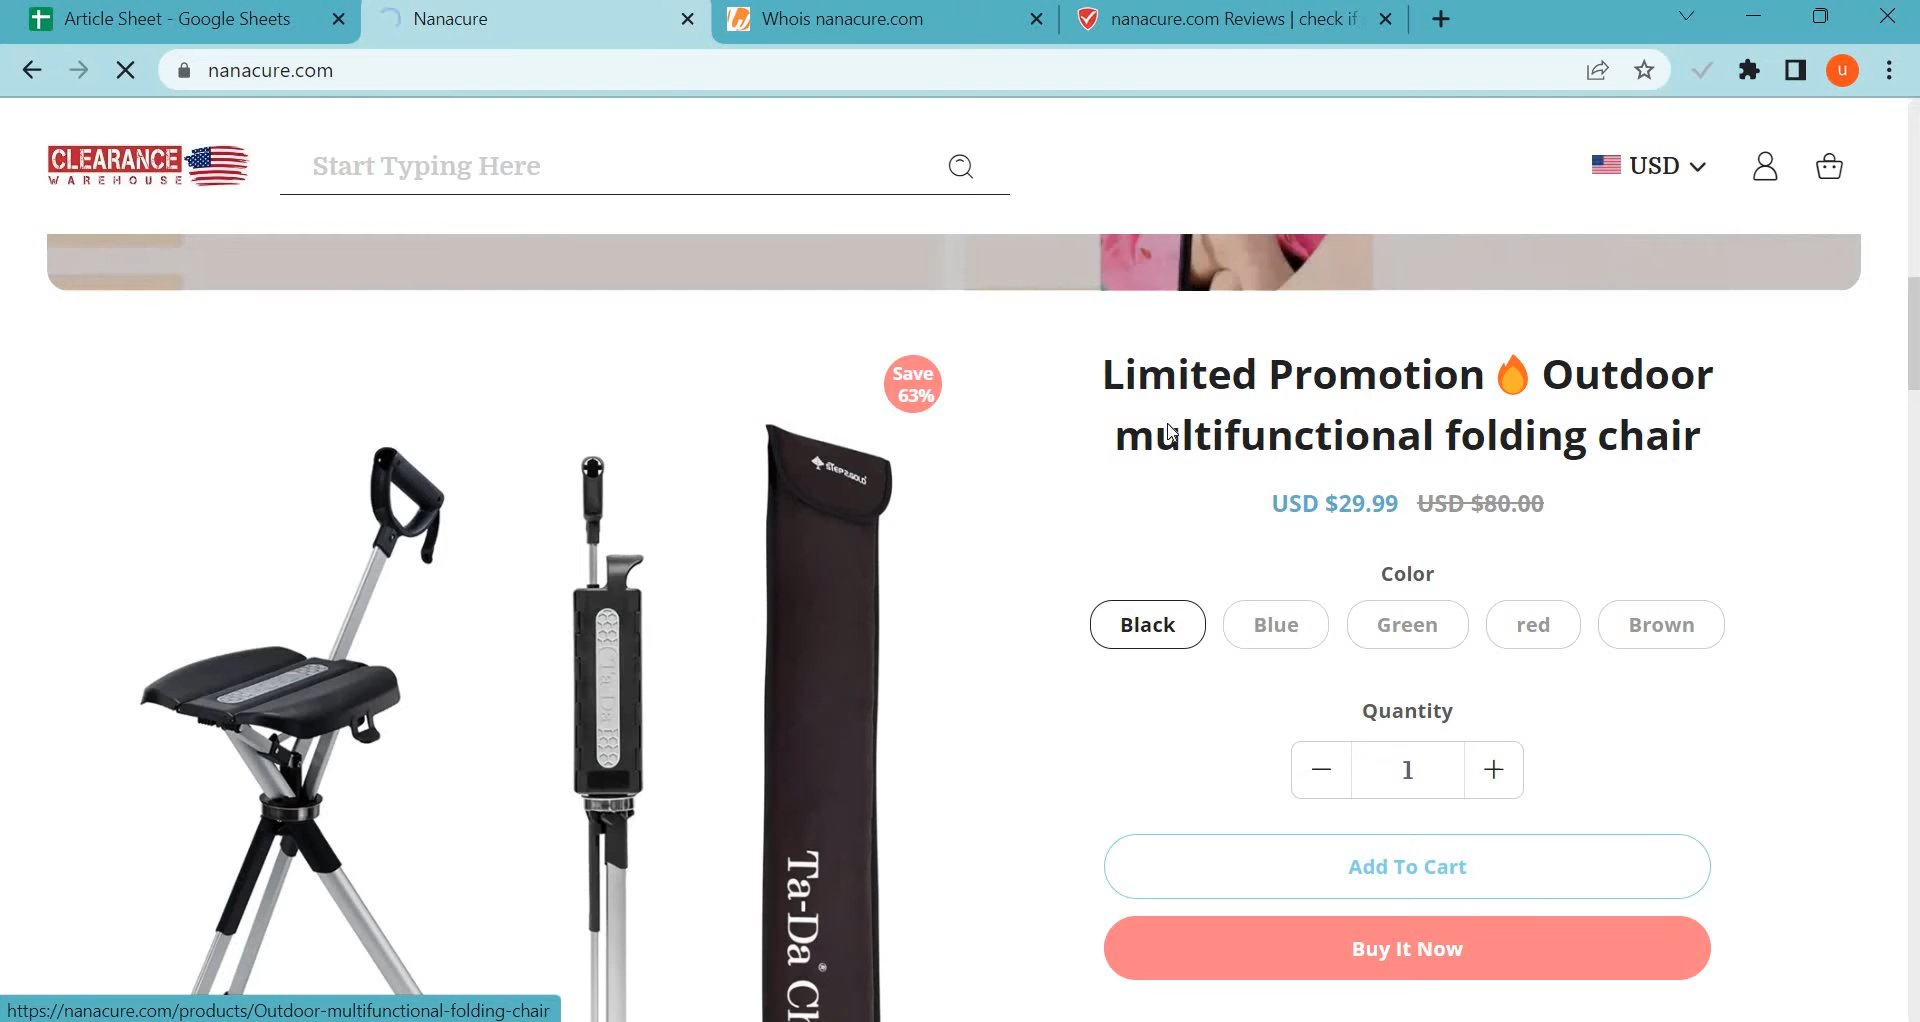 Article Sheet - Google Sheets
Nanacure
Whois nanacure.com
nanacure.com Reviews | check if
nanacure.com
u
CLEARANCE
WAREHOUSE
Start Typing Here
USD
Save
63%
Limited Promotion🔥Outdoor
multifunctional folding chair
USD $29.99 USD $80.00
Color
Black
Blue
Green
red
Brown
Quantity
1
Add To Cart
Buy It Now
STEP2GOLD
Ta-Da
Ta-Da® Ch
https://nanacure.com/products/Outdoor-multifunctional-folding-chair